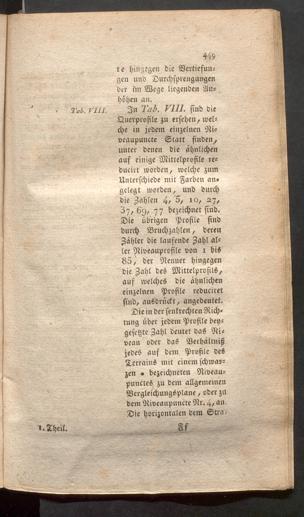 449
te hingegen die Vertiefun-
gen und Durchsprengungen
der im Wege liegenden An-
höhen an.
Tab. VIII. In Tab. VIII. sind die
Querprofile zu ersehen, wel-
che in jedem einzelnen Ni-
veaupuncte Statt finden,
unter denen die ähnlichen
auf einige Mittelprofile re-
ducirt worden, welche zum
Unterschiede mit Farben an-
gelegt worden, und durch
die Zahlen 4, 5, 10, 27,
37, 69, 77 bezeichnet sind.
Die übrigen Profile sind
durch Bruchzahlen, deren
Zähler die laufende Zahl al-
ler Niveauprofile von 1 bis
85, der Nenner hingegen
die Zahl des Mittelprofils,
auf welches die ähnlichen
einzelnen Profile reduciret
sind, ausdrückt, angedeutet.
Die in der senkrechten Rich-
tung über jedem Profile bey-
gesetzte Zahl deutet das Ni-
veau oder das Verhältniß
jedes auf dem Profile des
Terrains mit einem schwar-
zen • bezeichneten Niveau-
punctes zu dem allgemeinen
Vergleichungsplane, oder zu
dem Niveaupuncte Nr. 4, an.
Die horizontalen dem Stra-
1. Theil. Ff